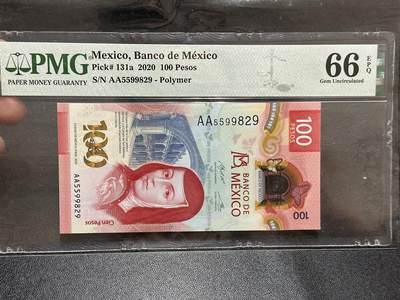 PMG
PAPER MONEY GUARANTY
Mexico, Banco de México
Pick# 131a 2020 100 Pesos
S/N AA5599829 - Polymer
66 EPQ
Gem Uncirculated
AA5599829
100
PESOS
100
AA5599829
BANCO DE
MÉXICO
Cien Pesos
100